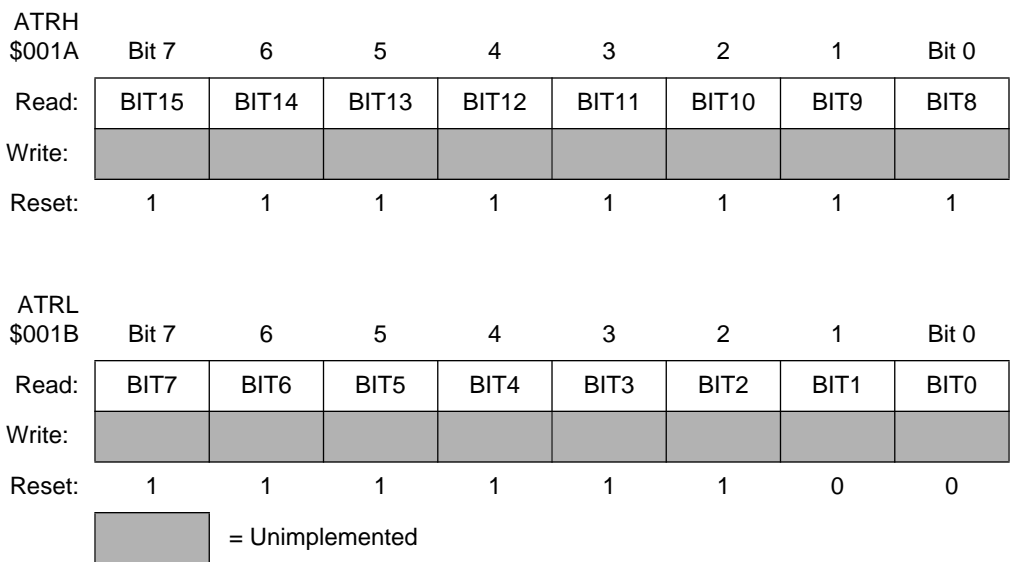 ATRH
$001A Bit 7 6 5 4 3 2 1 Bit 0
Read: BIT15 BIT14 BIT13 BIT12 BIT11 BIT10 BIT9 BIT8
Write:
Reset: 1 1 1 1 1 1 1 1
ATRL
$001B Bit 7 6 5 4 3 2 1 Bit 0
Read: BIT7 BIT6 BIT5 BIT4 BIT3 BIT2 BIT1 BIT0
Write:
Reset: 1 1 1 1 1 1 0 0
= Unimplemented